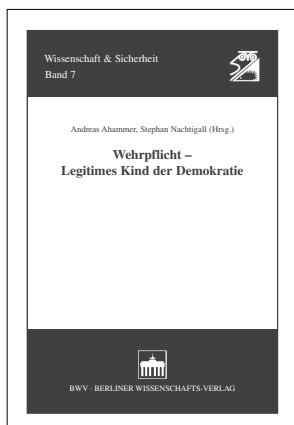 Wissenschaft & Sicherheit
Band 7
Andreas Ahammer, Stephan Nachtigall (Hrsg.)
Wehrpflicht –
Legitimes Kind der Demokratie
BWV · BERLINER WISSENSCHAFTS-VERLAG